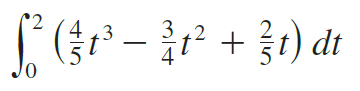 ∫₀² (4/5 t³ − 3/4 t² + 2/5 t) dt